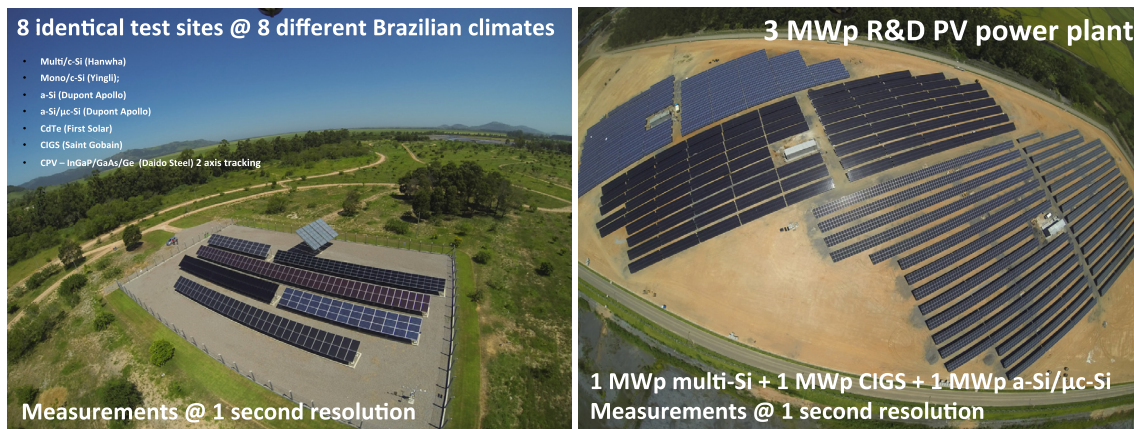 8 identical test sites @ 8 different Brazilian climates
• Multi/c-Si (Hanwha)
• Mono/c-Si (Yingli);
• a-Si (Dupont Apollo)
• a-Si/µc-Si (Dupont Apollo)
• CdTe (First Solar)
• CIGS (Saint Gobain)
• CPV – InGaP/GaAs/Ge (Daido Steel) 2 axis tracking
Measurements @ 1 second resolution
3 MWp R&D PV power plant
1 MWp multi-Si + 1 MWp CIGS + 1 MWp a-Si/µc-Si
Measurements @ 1 second resolution